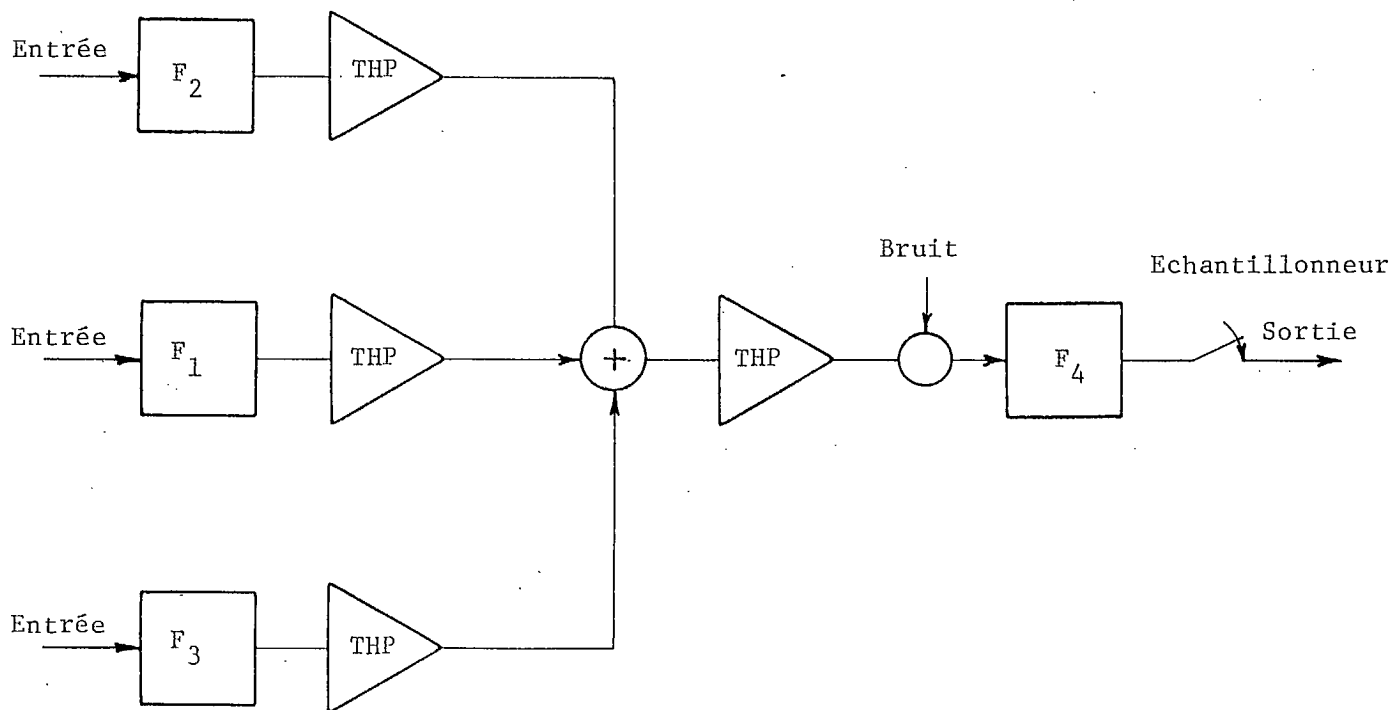 Entrée
F2
THP
Bruit
Echantillonneur
Entrée
F1
THP
+
THP
F4
Sortie
Entrée
F3
THP